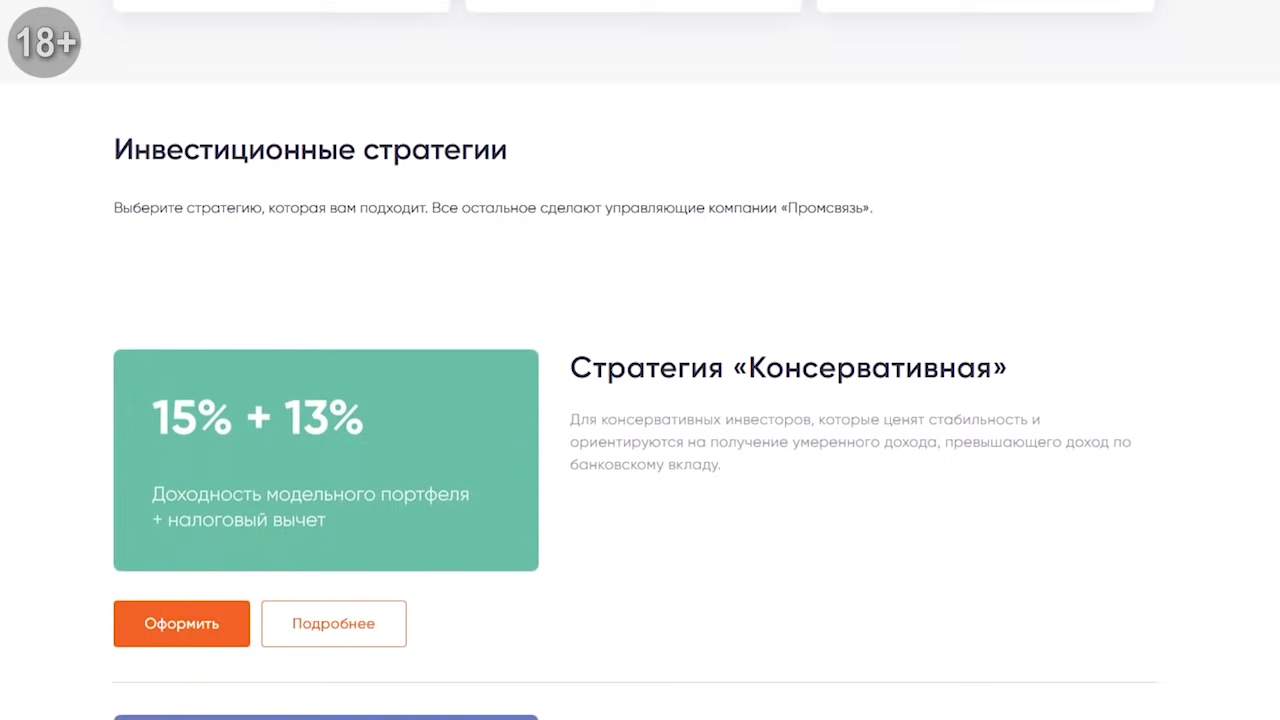 18+
Инвестиционные стратегии
Выберите стратегию, которая вам подходит. Все остальное сделают управляющие компании «Промсвязь».
15% + 13%
Доходность модельного портфеля
+ налоговый вычет
Стратегия «Консервативная»
Для консервативных инвесторов, которые ценят стабильность и
ориентируются на получение умеренного дохода, превышающего доход по
банковскому вкладу.
Оформить
Подробнее